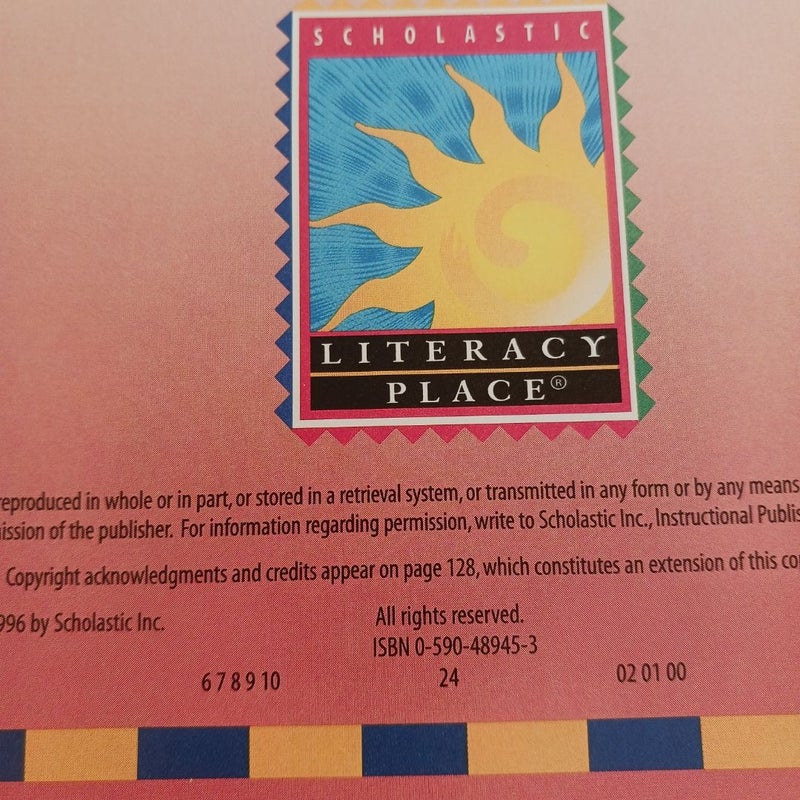 SCHOLASTIC
LITERACY
PLACE®
reproduced in whole or in part, or stored in a retrieval system, or transmitted in any form or by any means
ission of the publisher. For information regarding permission, write to Scholastic Inc., Instructional Publis
Copyright acknowledgments and credits appear on page 128, which constitutes an extension of this co
996 by Scholastic Inc.
All rights reserved.
ISBN 0-590-48945-3
6 7 8 9 10 24 02 01 00